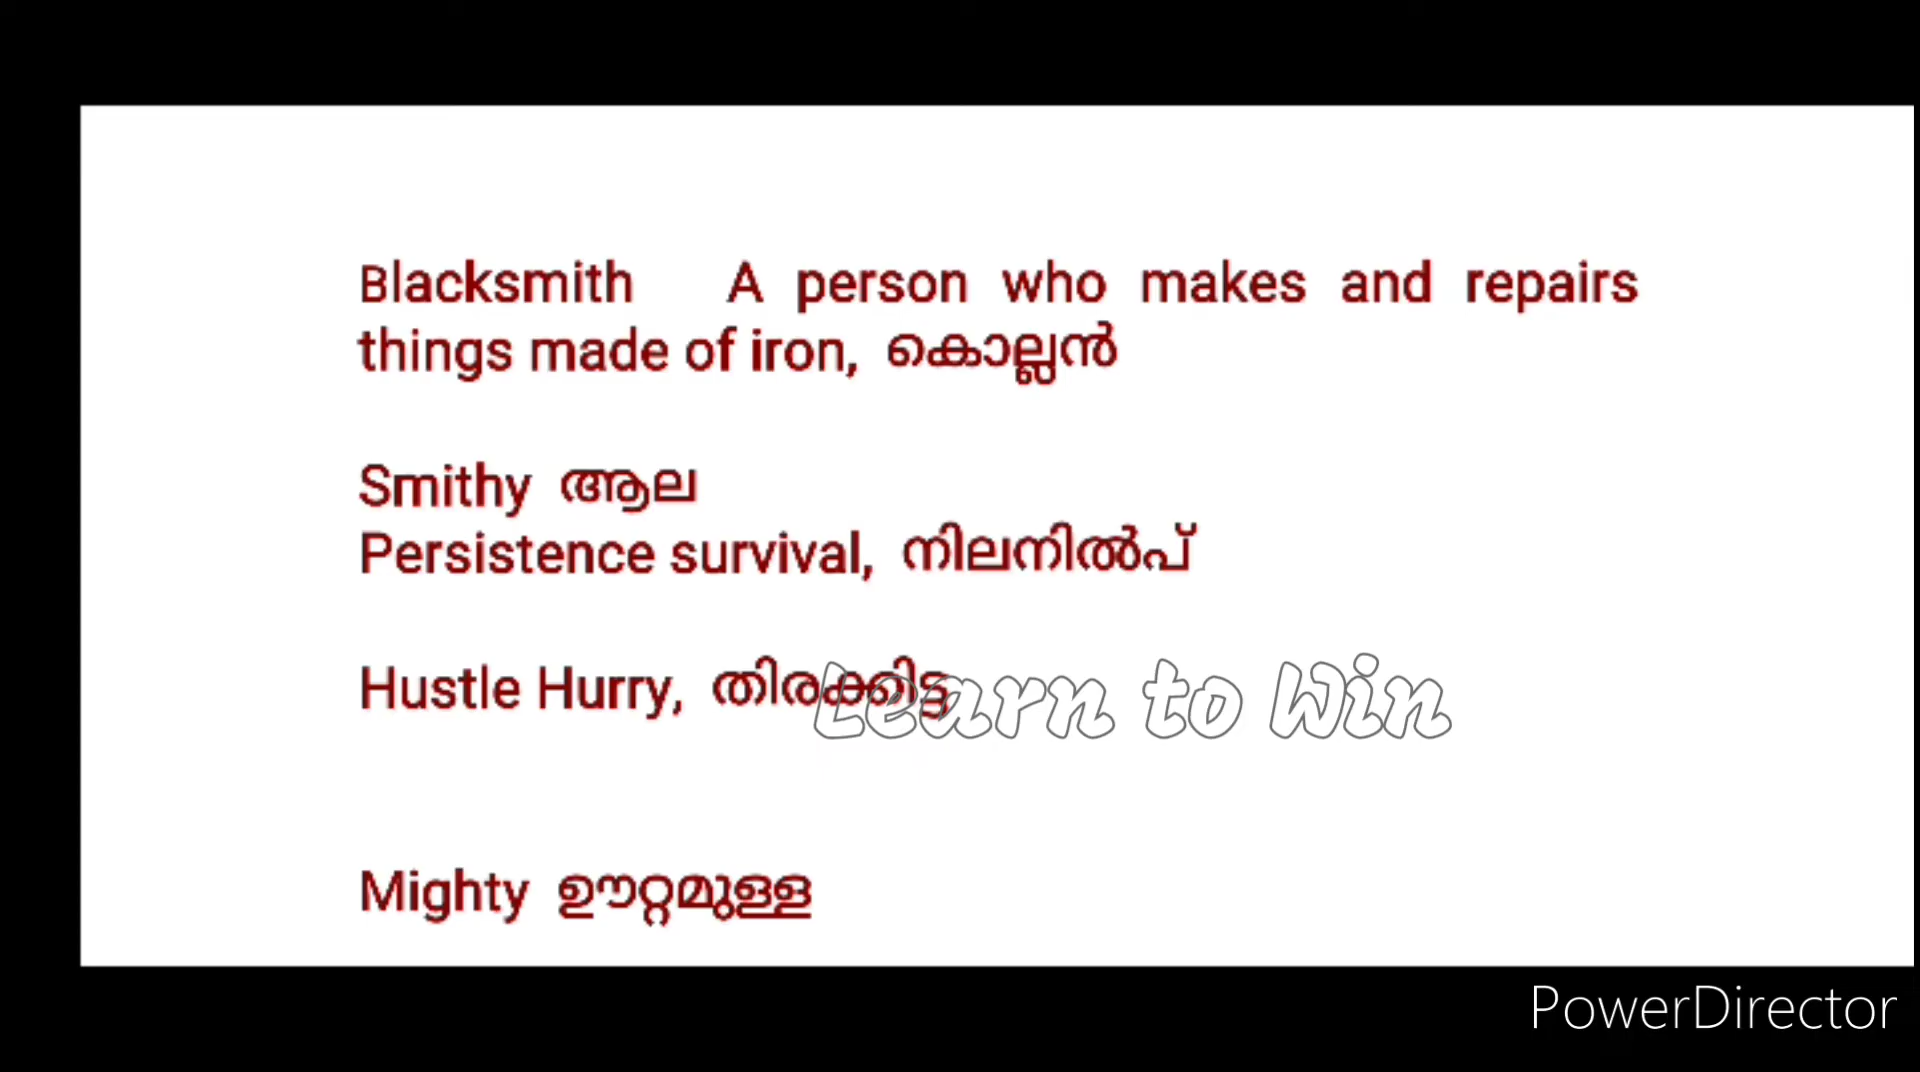 Blacksmith A person who makes and repairs
things made of iron, കൊല്ലൻ
Smithy ആല
Persistence survival, നിലനിൽപ്
Hustle Hurry, തിരക്കിട്ട
Learn to Win
Mighty ഊറ്റമുള്ള
PowerDirector